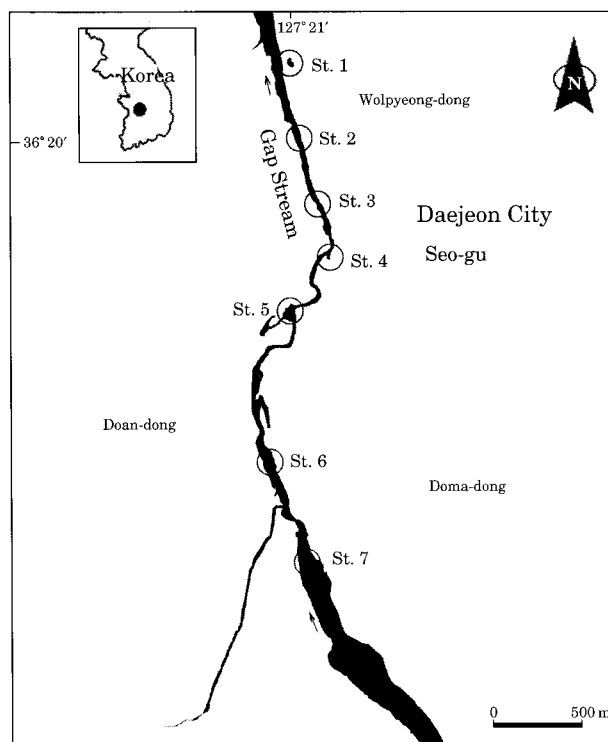 127° 21'
Korea
St. 1
N
Wolpyeong-dong
36° 20'
St. 2
Gap Stream
St. 3
Daejeon City
St. 4
Seo-gu
St. 5
Doan-dong
St. 6
Doma-dong
St. 7
0 500 m